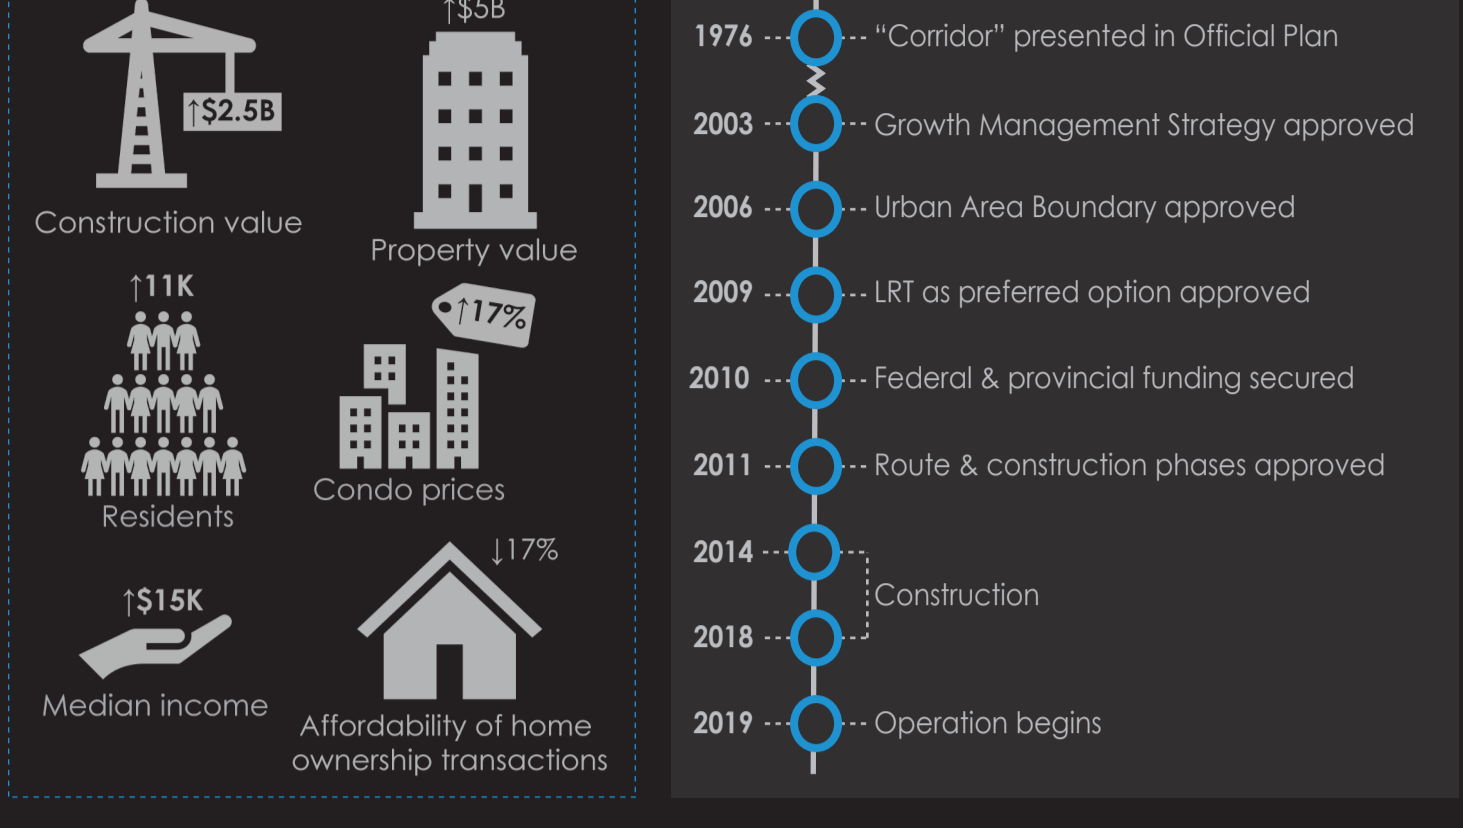 ↑$5B
↑$2.5B
Construction value
Property value
↑11K
↑17%
Residents
Condo prices
↑$15K
↓17%
Median income
Affordability of home
ownership transactions
1976 “Corridor” presented in Official Plan
2003 Growth Management Strategy approved
2006 Urban Area Boundary approved
2009 LRT as preferred option approved
2010 Federal & provincial funding secured
2011 Route & construction phases approved
2014
Construction
2018
2019 Operation begins